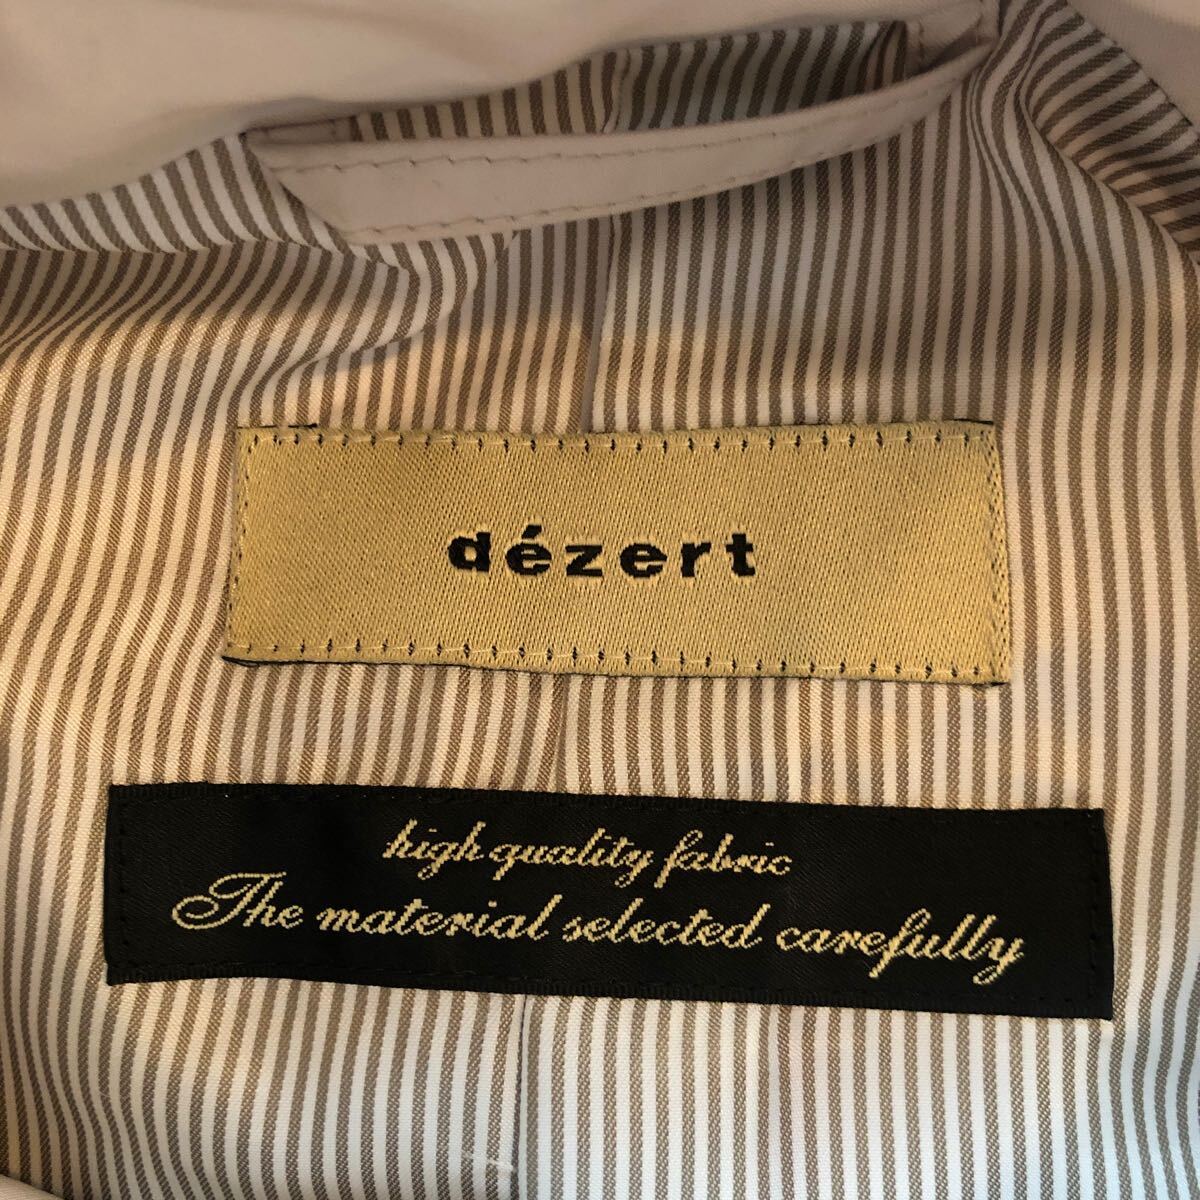 dézert
high quality fabric
The material selected carefully